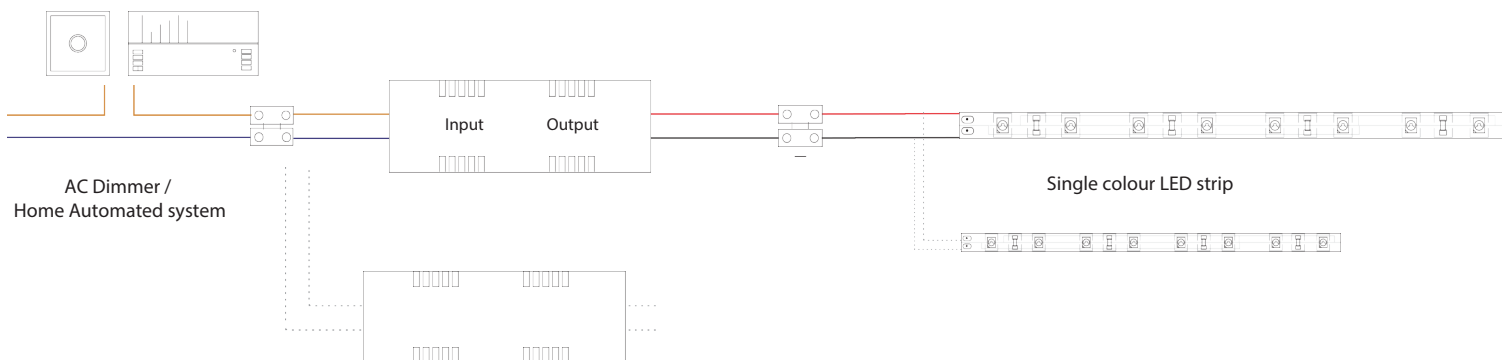 Input
Output
AC Dimmer /
Home Automated system
Single colour LED strip